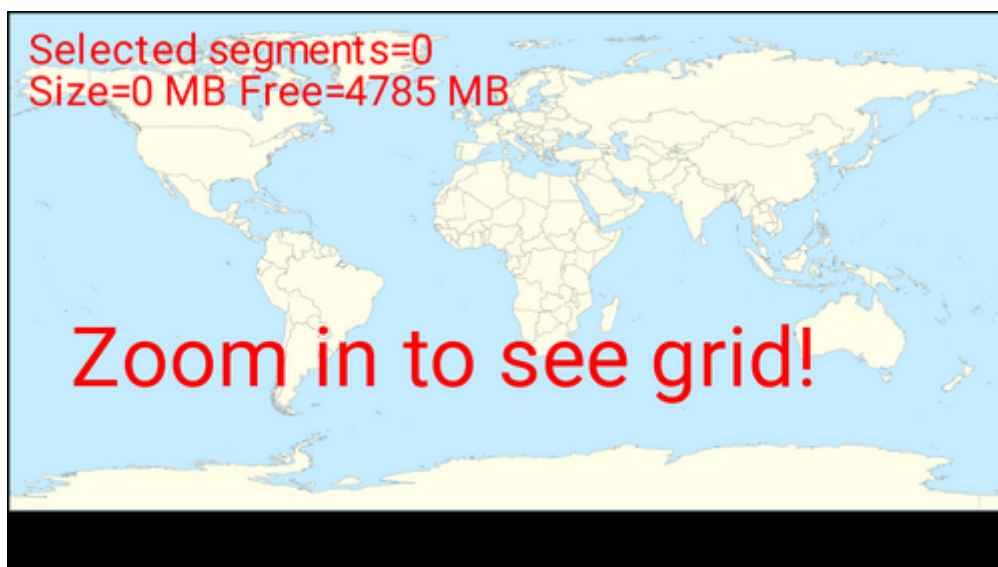 Selected segments=0
Size=0 MB Free=4785 MB
Zoom in to see grid!